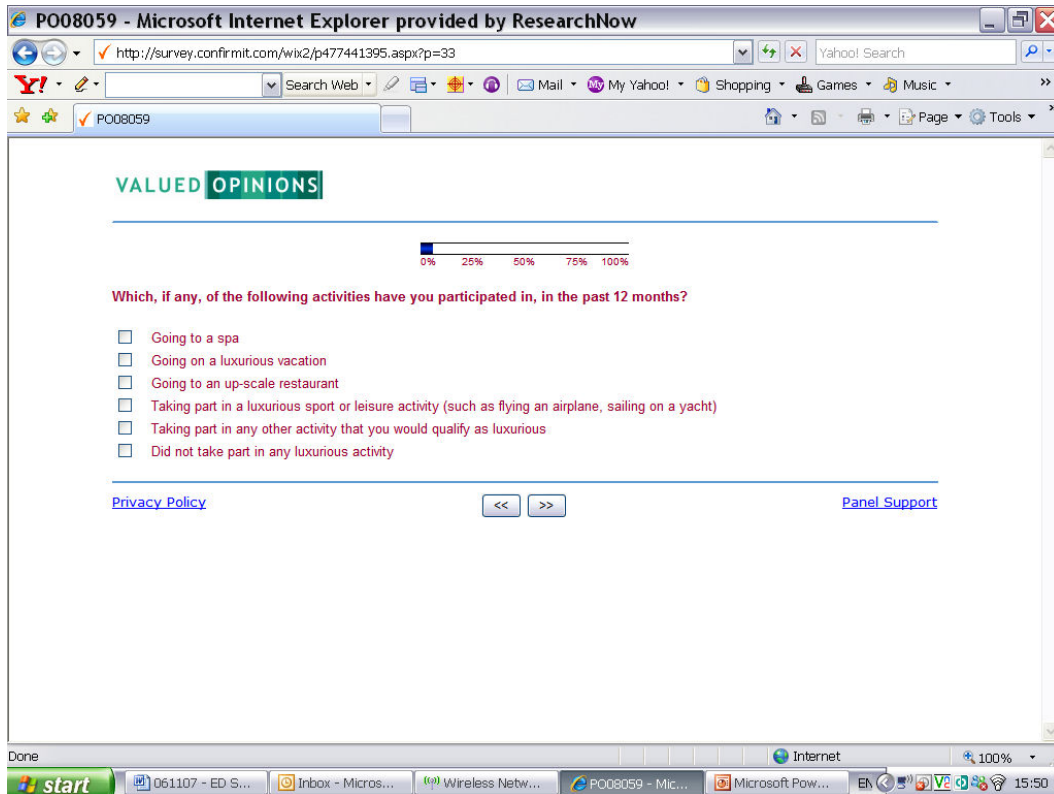 PO08059 - Microsoft Internet Explorer provided by ResearchNow
http://survey.confirmit.com/wix2/p477441395.aspx?p=33
Yahoo! Search
Y! Search Web Mail My Yahoo! Shopping Games Music »
PO08059 Page Tools
VALUED OPINIONS
0% 25% 50% 75% 100%
Which, if any, of the following activities have you participated in, in the past 12 months?
Going to a spa
Going on a luxurious vacation
Going to an up-scale restaurant
Taking part in a luxurious sport or leisure activity (such as flying an airplane, sailing on a yacht)
Taking part in any other activity that you would qualify as luxurious
Did not take part in any luxurious activity
Privacy Policy << >> Panel Support
Done Internet 100%
start 061107 - ED S... Inbox - Micros... Wireless Netw... PO08059 - Mic... Microsoft Pow... EN 15:50